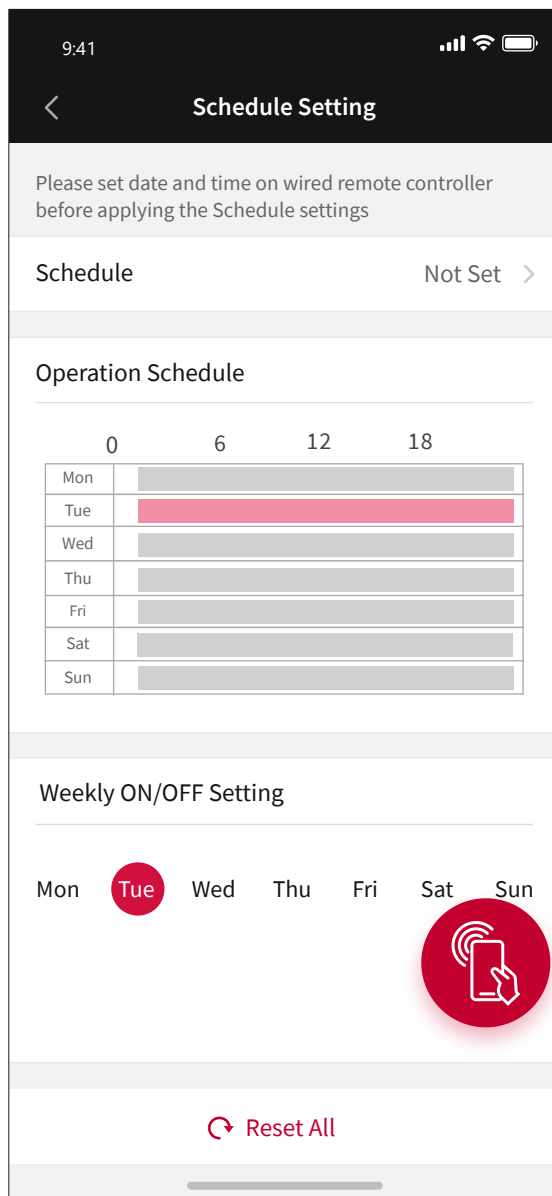 9:41
Schedule Setting
Please set date and time on wired remote controller
before applying the Schedule settings
Schedule Not Set
Operation Schedule
0 6 12 18
Mon
Tue
Wed
Thu
Fri
Sat
Sun
Weekly ON/OFF Setting
Mon Tue Wed Thu Fri Sat Sun
Reset All